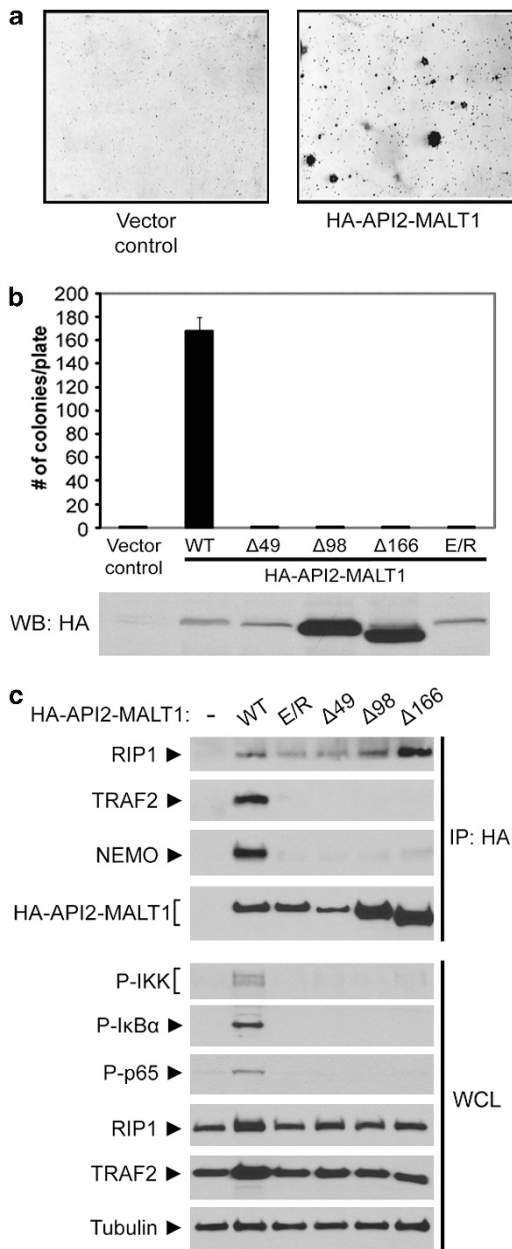 a
Vector
control
HA-API2-MALT1
b
# of colonies/plate
200
180
160
140
120
100
80
60
40
20
0
Vector
control
WT Δ49 Δ98 Δ166 E/R
HA-API2-MALT1
WB: HA
c
HA-API2-MALT1: - WT E/R Δ49 Δ98 Δ166
RIP1
TRAF2
NEMO
HA-API2-MALT1
IP: HA
P-IKK
P-IκBα
P-p65
RIP1
TRAF2
Tubulin
WCL